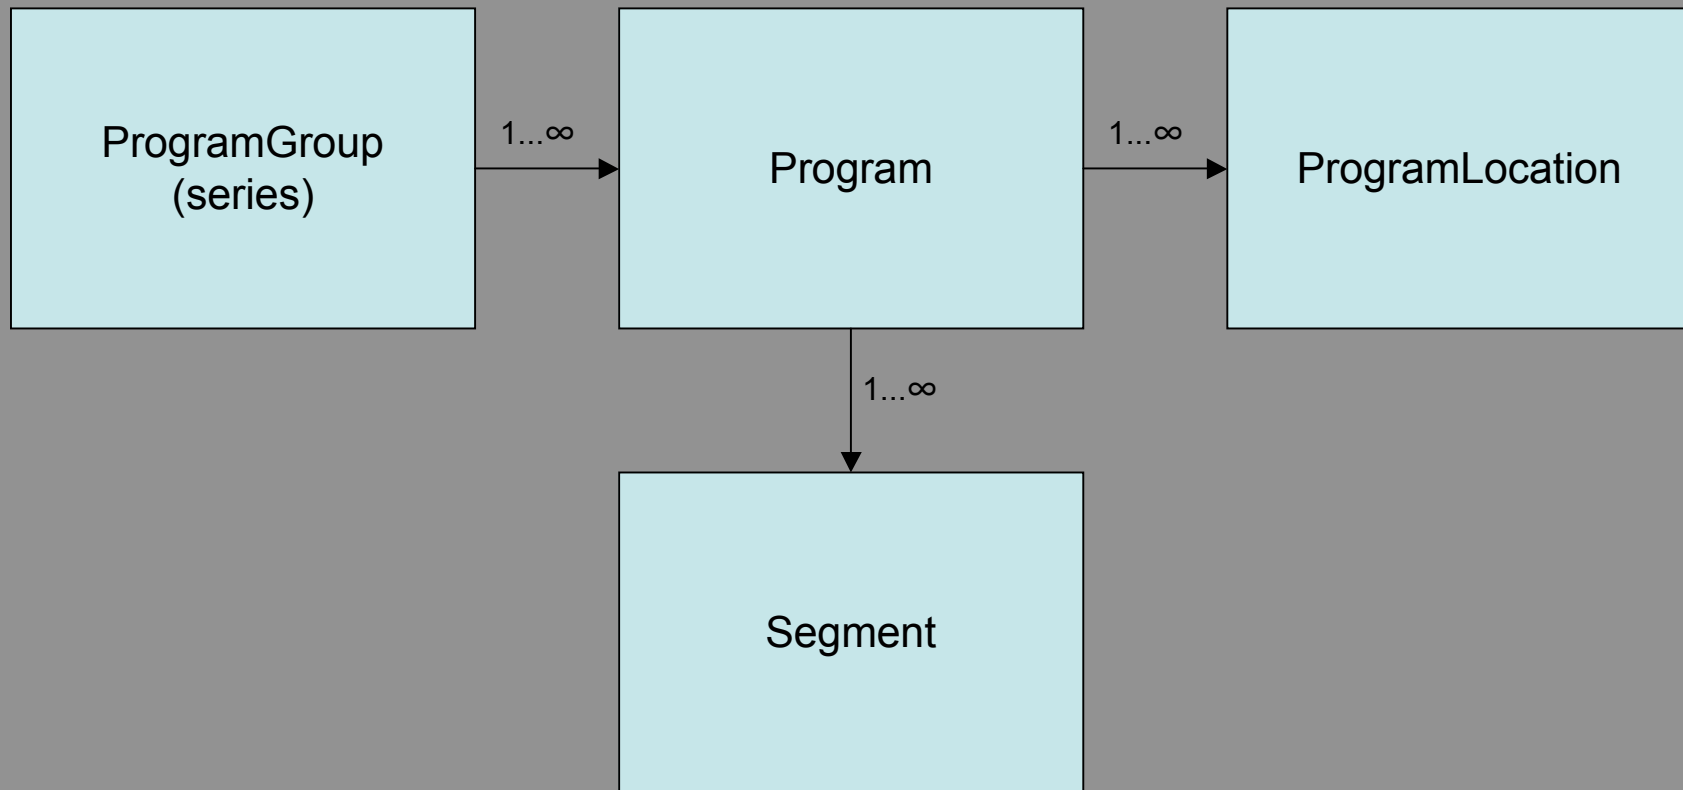 ProgramGroup
(series)
1...∞
Program
1...∞
ProgramLocation
1...∞
Segment